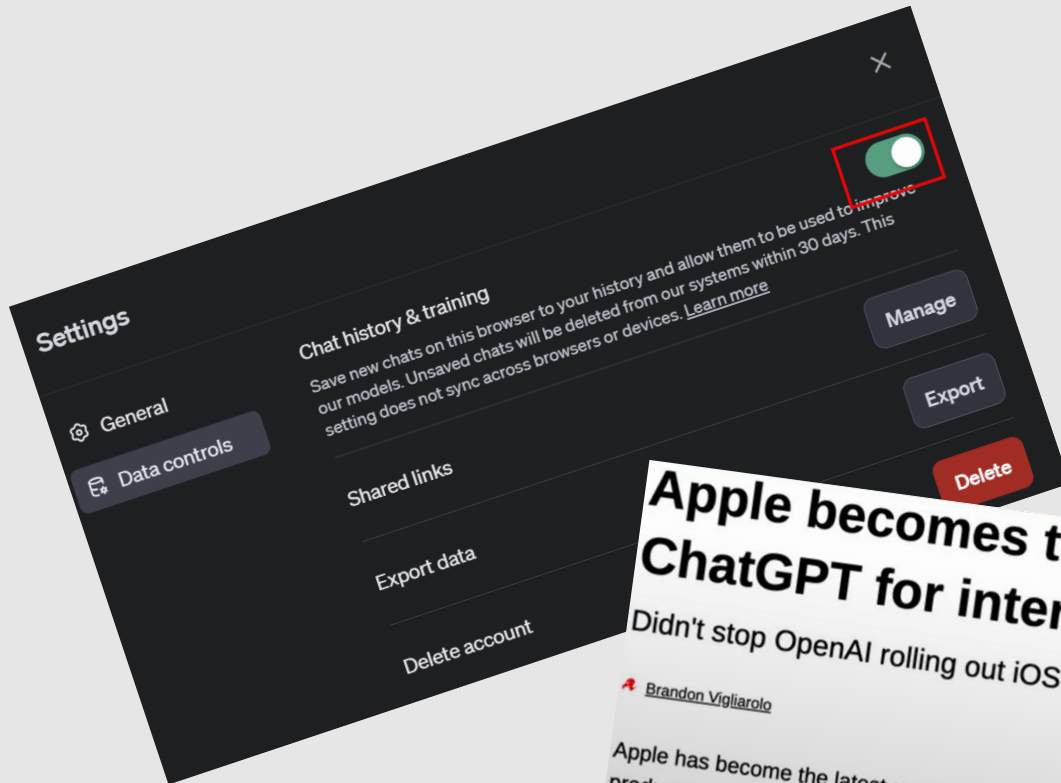 Settings
General
Data controls
Chat history & training
Save new chats on this browser to your history and allow them to be used to improve
our models. Unsaved chats will be deleted from our systems within 30 days. This
setting does not sync across browsers or devices. Learn more
Shared links
Manage
Export data
Export
Delete account
Delete
Apple becomes
ChatGPT for
Didn't stop OpenAI rolling out iOS
Brandon Vigliarolo
Apple has become the latest